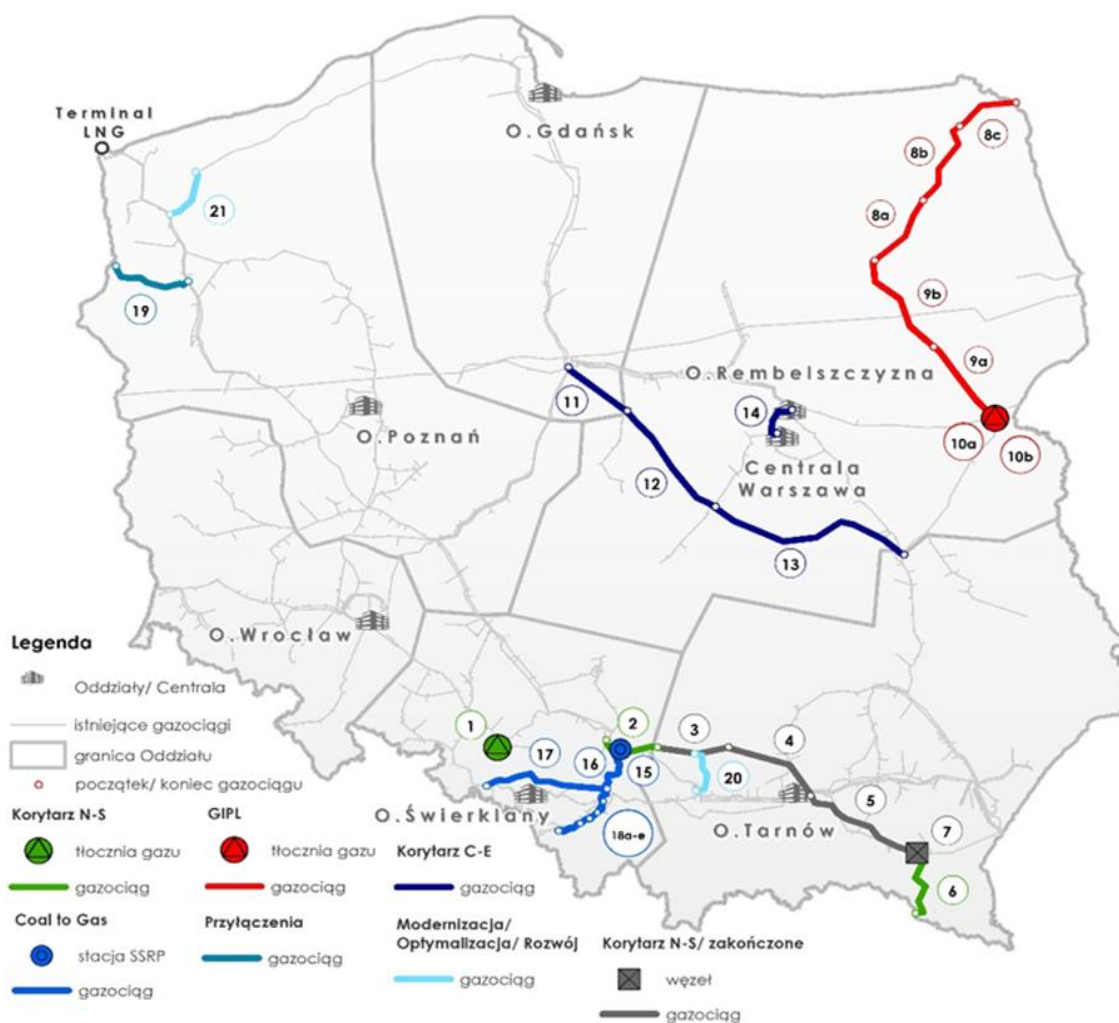 Terminal
LNG
O.Gdańsk
8c
8b
8a
21
19
9b
9a
O.Rembelszczyzna
11
14
10a
10b
O.Poznań
Centrala
Warszawa
12
13
O.Wrocław
Legenda
Oddziały/ Centrala
istniejące gazociągi
granica Oddziału
początek/ koniec gazociągu
1
2
3
4
17
16
15
20
5
O.Świerklany
18a-e
O.Tarnów
7
6
Korytarz N-S
tłocznia gazu
gazociąg
GIPL
tłocznia gazu
gazociąg
Korytarz C-E
gazociąg
Coal to Gas
stacja SSRP
gazociąg
Przyłączenia
gazociąg
Modernizacja/
Optymalizacja/ Rozwój
gazociąg
Korytarz N-S/ zakończone
węzeł
gazociąg